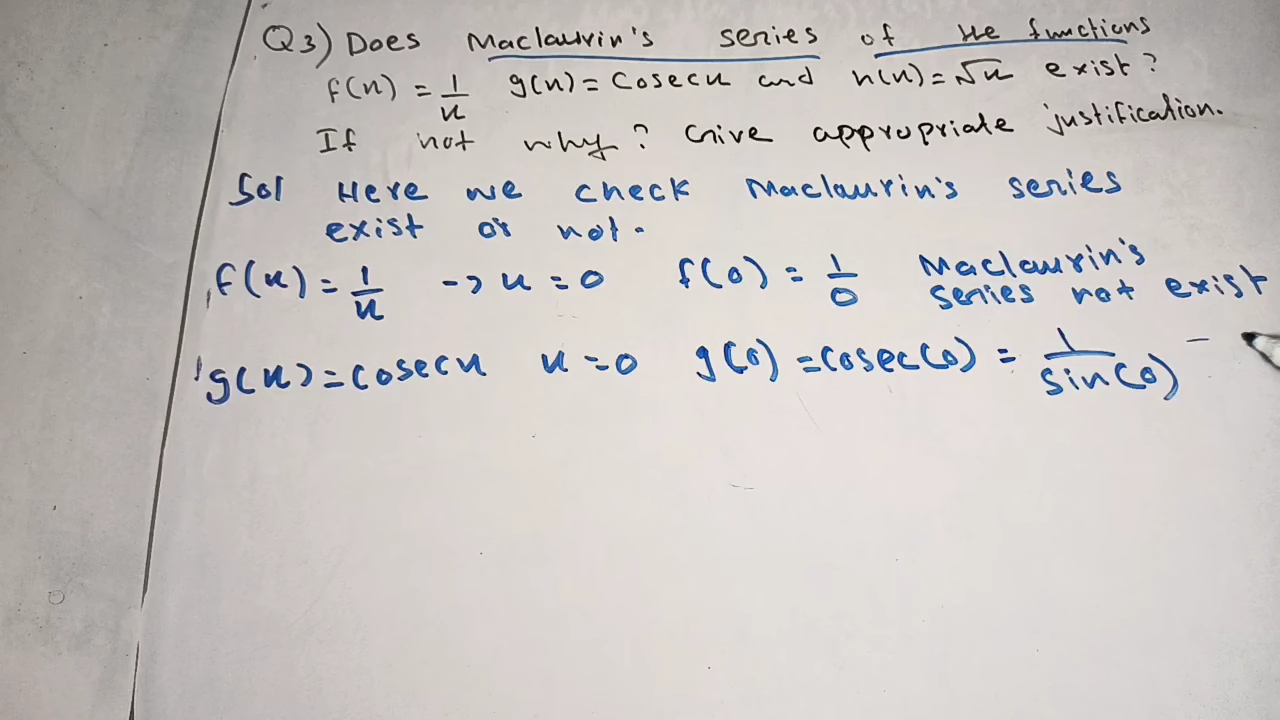 Q3) Does Maclaurin's series of the functions
f(x) = 1/x g(x) = Cosecx and h(x) = √x exist?
If not why? Give appropriate justification.
Sol Here we check Maclaurin's series
exist or not.
f(x) = 1/x → x = 0 f(0) = 1/0 Maclaurin's
series not exist
g(x) = cosecx x = 0 g(0) = cosec(0) = 1/sin(0) =